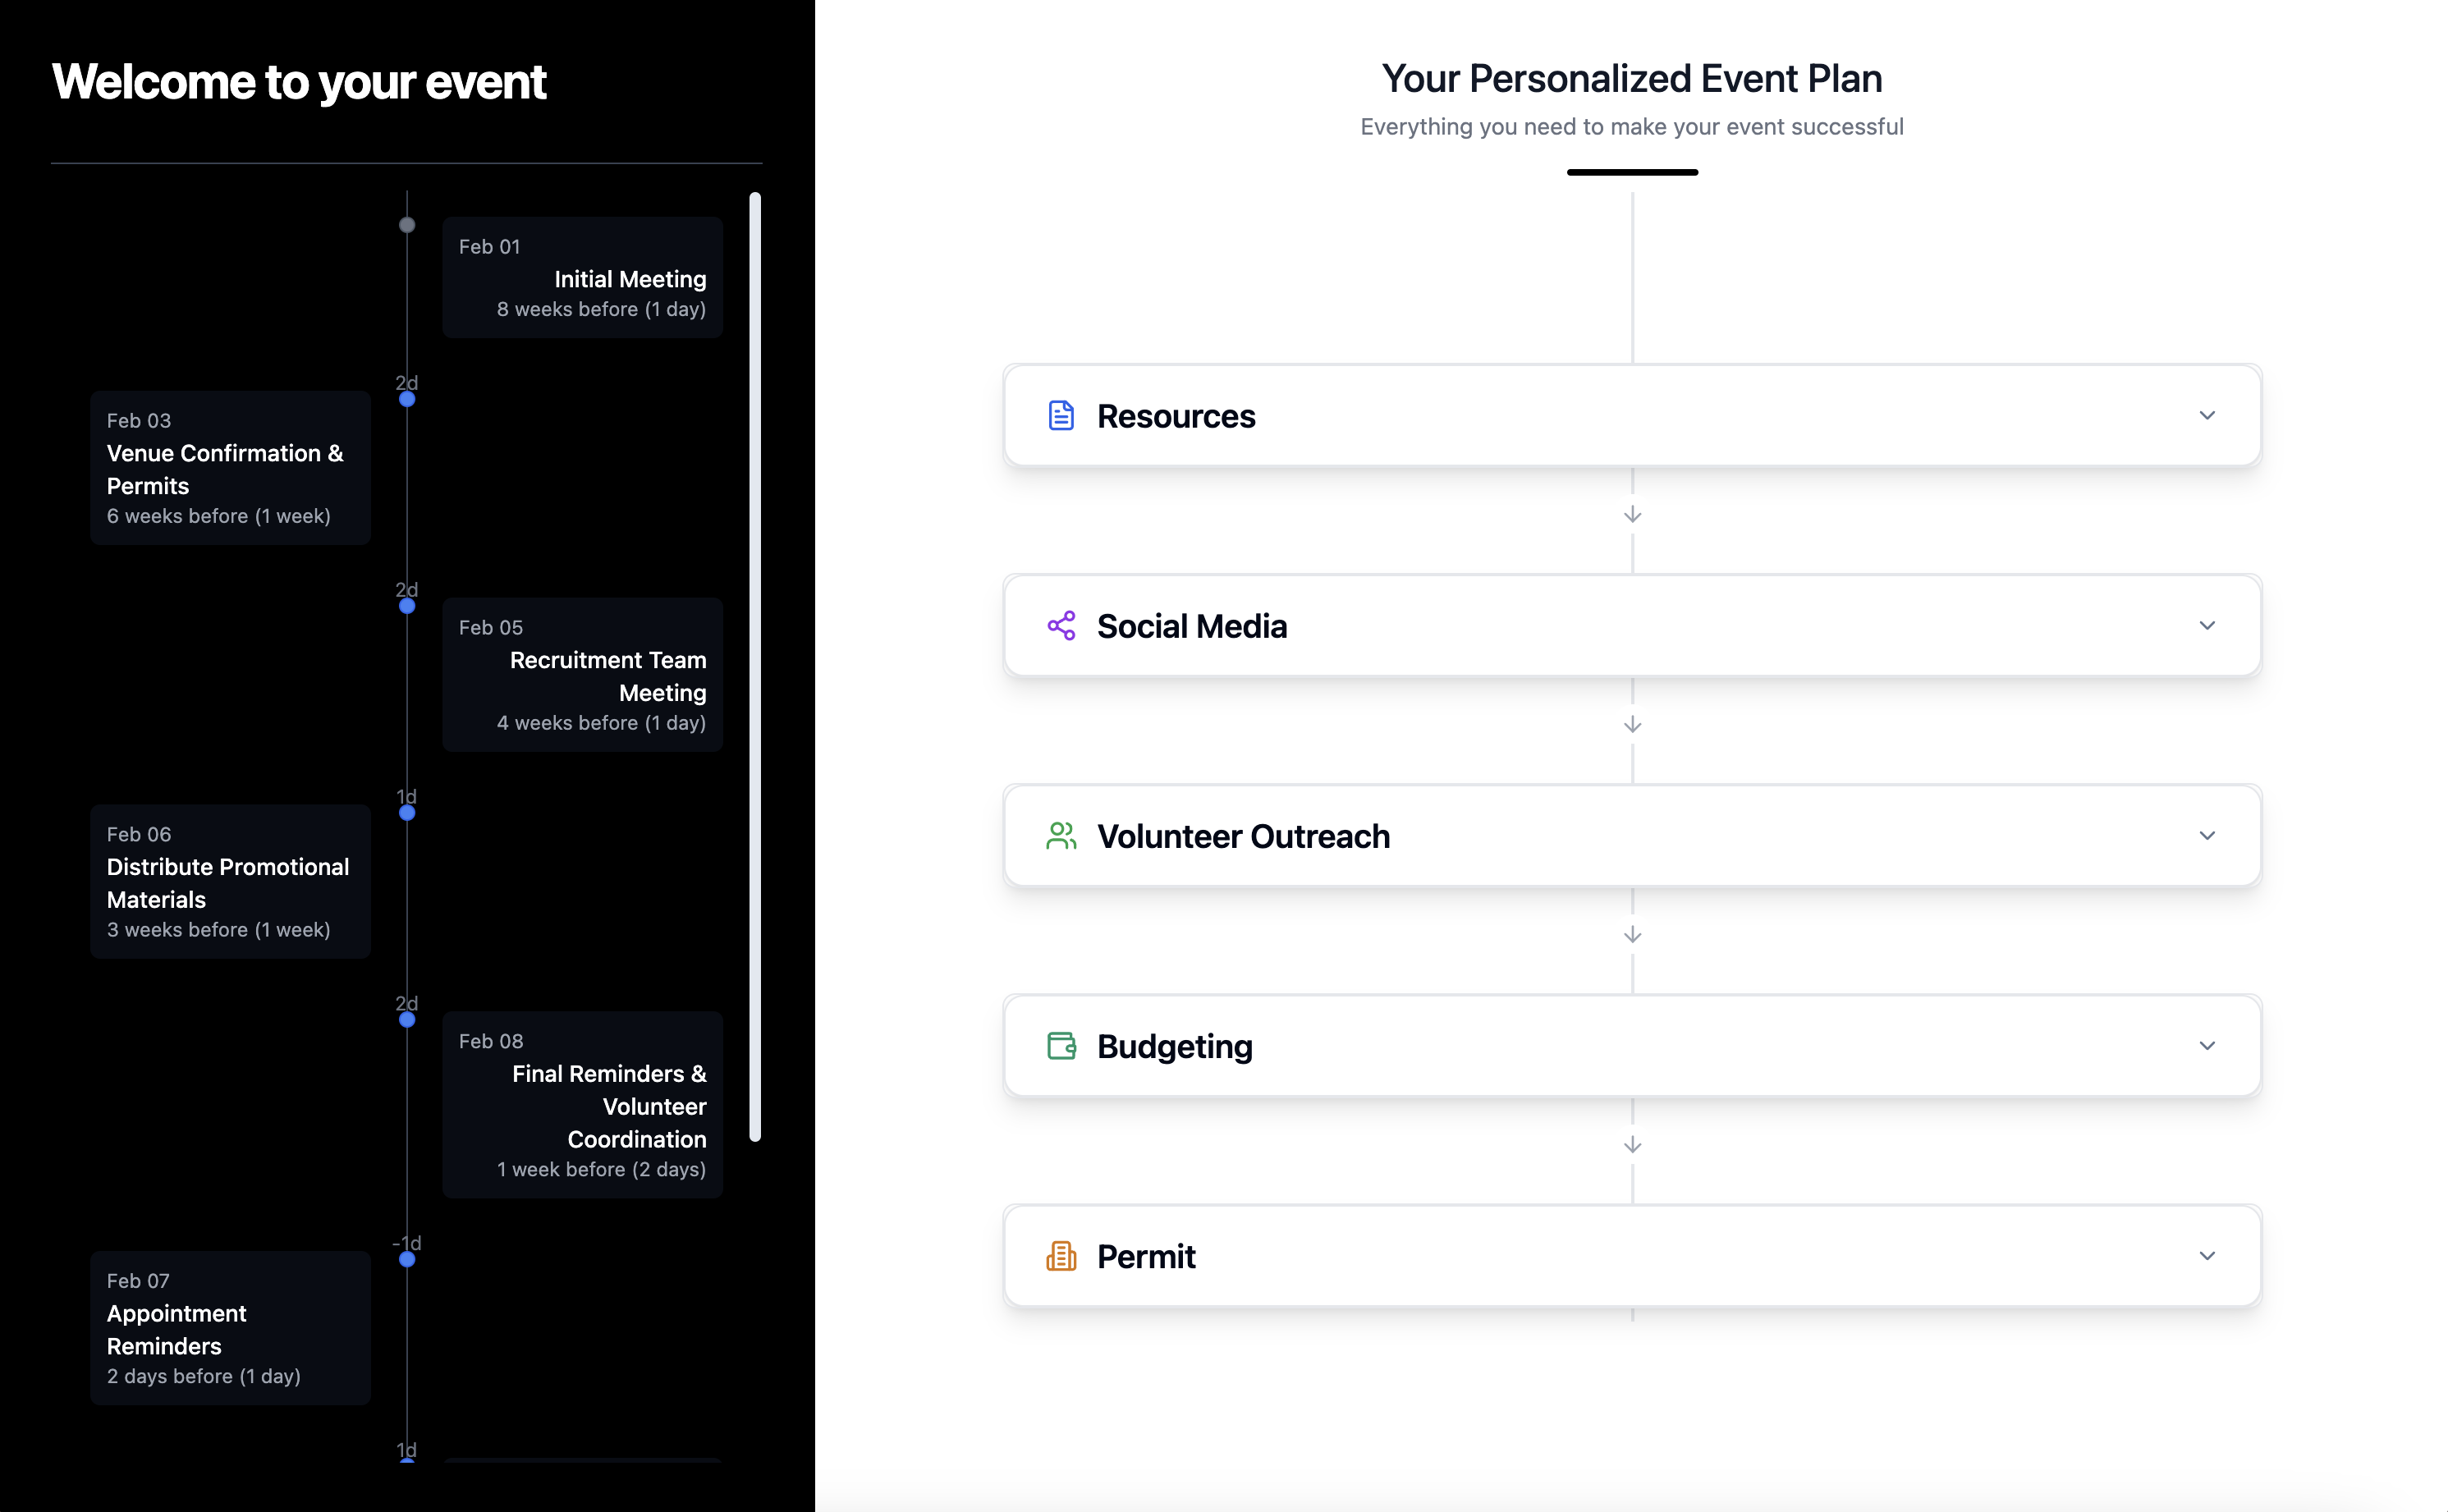 Welcome to your event
Feb 01
Initial Meeting
8 weeks before (1 day)
2d
Feb 03
Venue Confirmation &
Permits
6 weeks before (1 week)
2d
Feb 05
Recruitment Team
Meeting
4 weeks before (1 day)
1d
Feb 06
Distribute Promotional
Materials
3 weeks before (1 week)
2d
Feb 08
Final Reminders &
Volunteer
Coordination
1 week before (2 days)
-1d
Feb 07
Appointment
Reminders
2 days before (1 day)
1d
Your Personalized Event Plan
Everything you need to make your event successful
Resources
Social Media
Volunteer Outreach
Budgeting
Permit